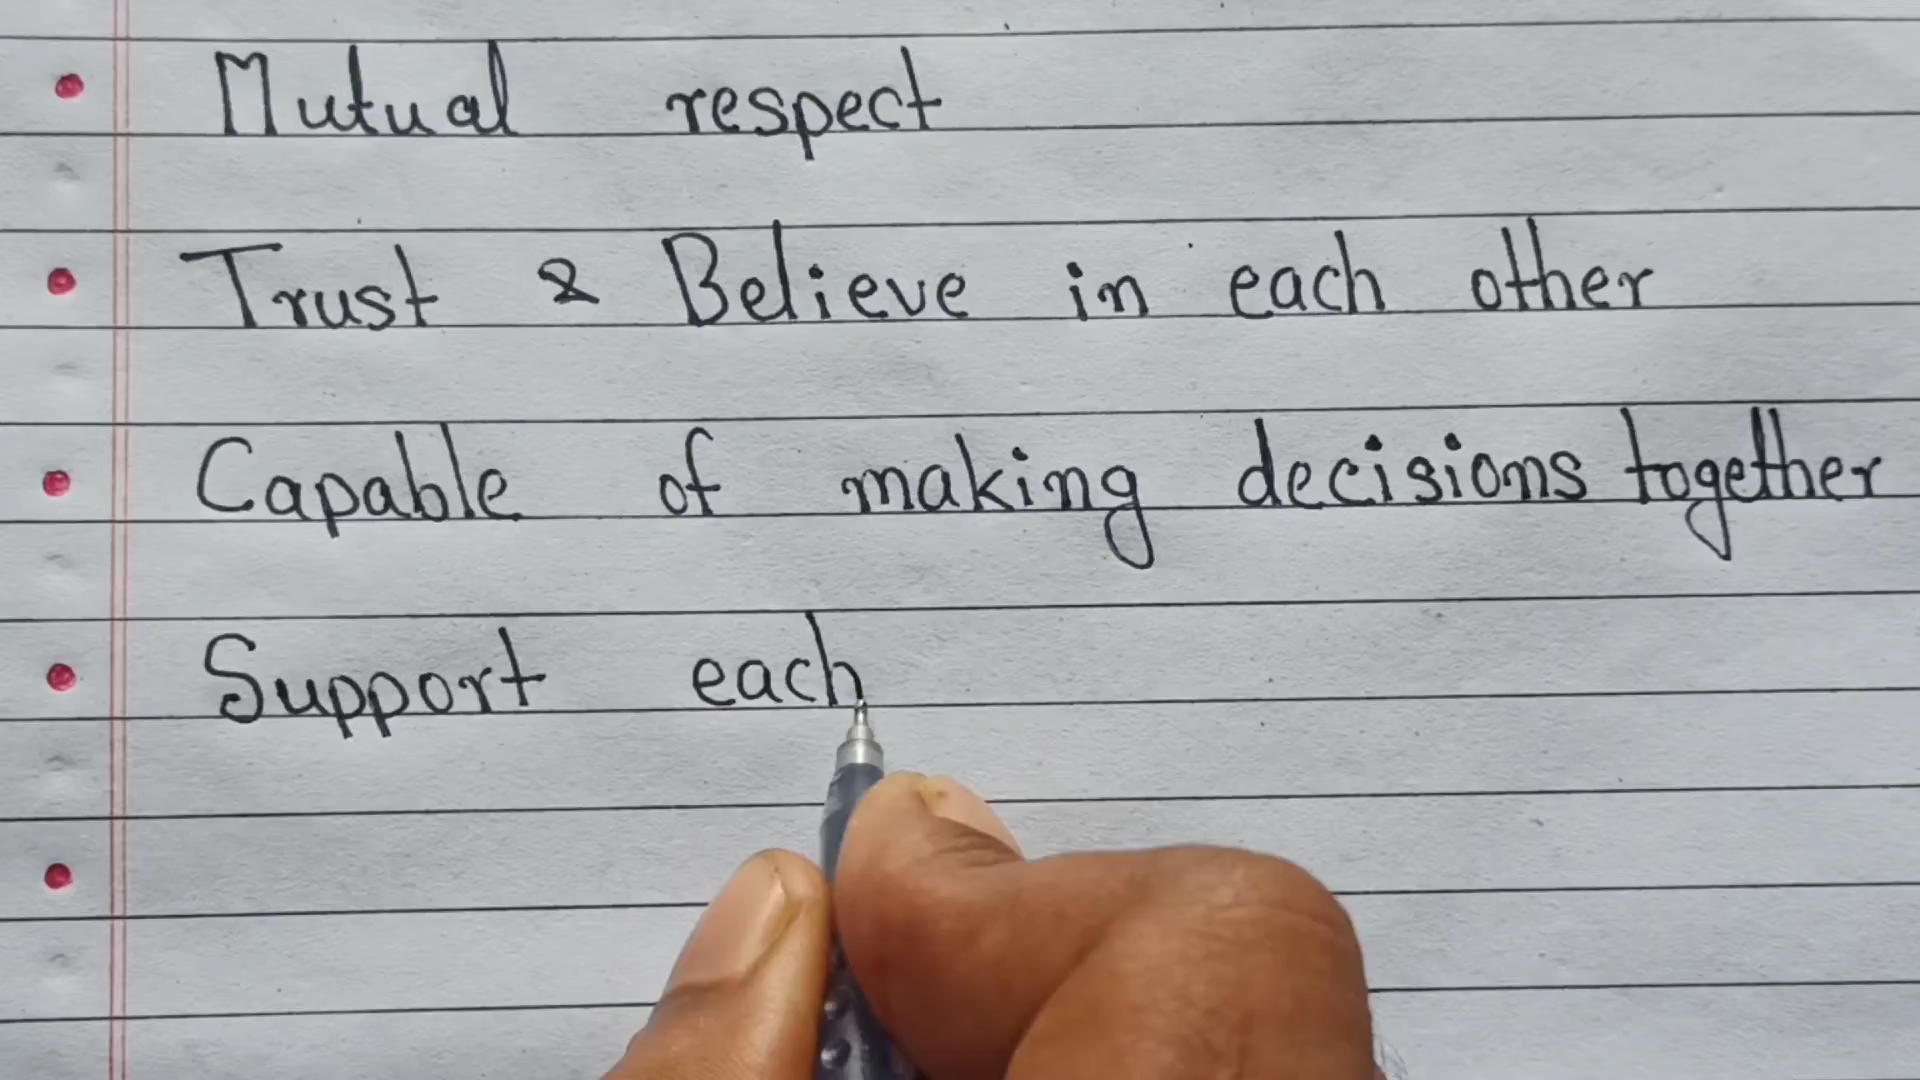 Mutual respect
Trust & Believe in each other
Capable of making decisions together
Support each